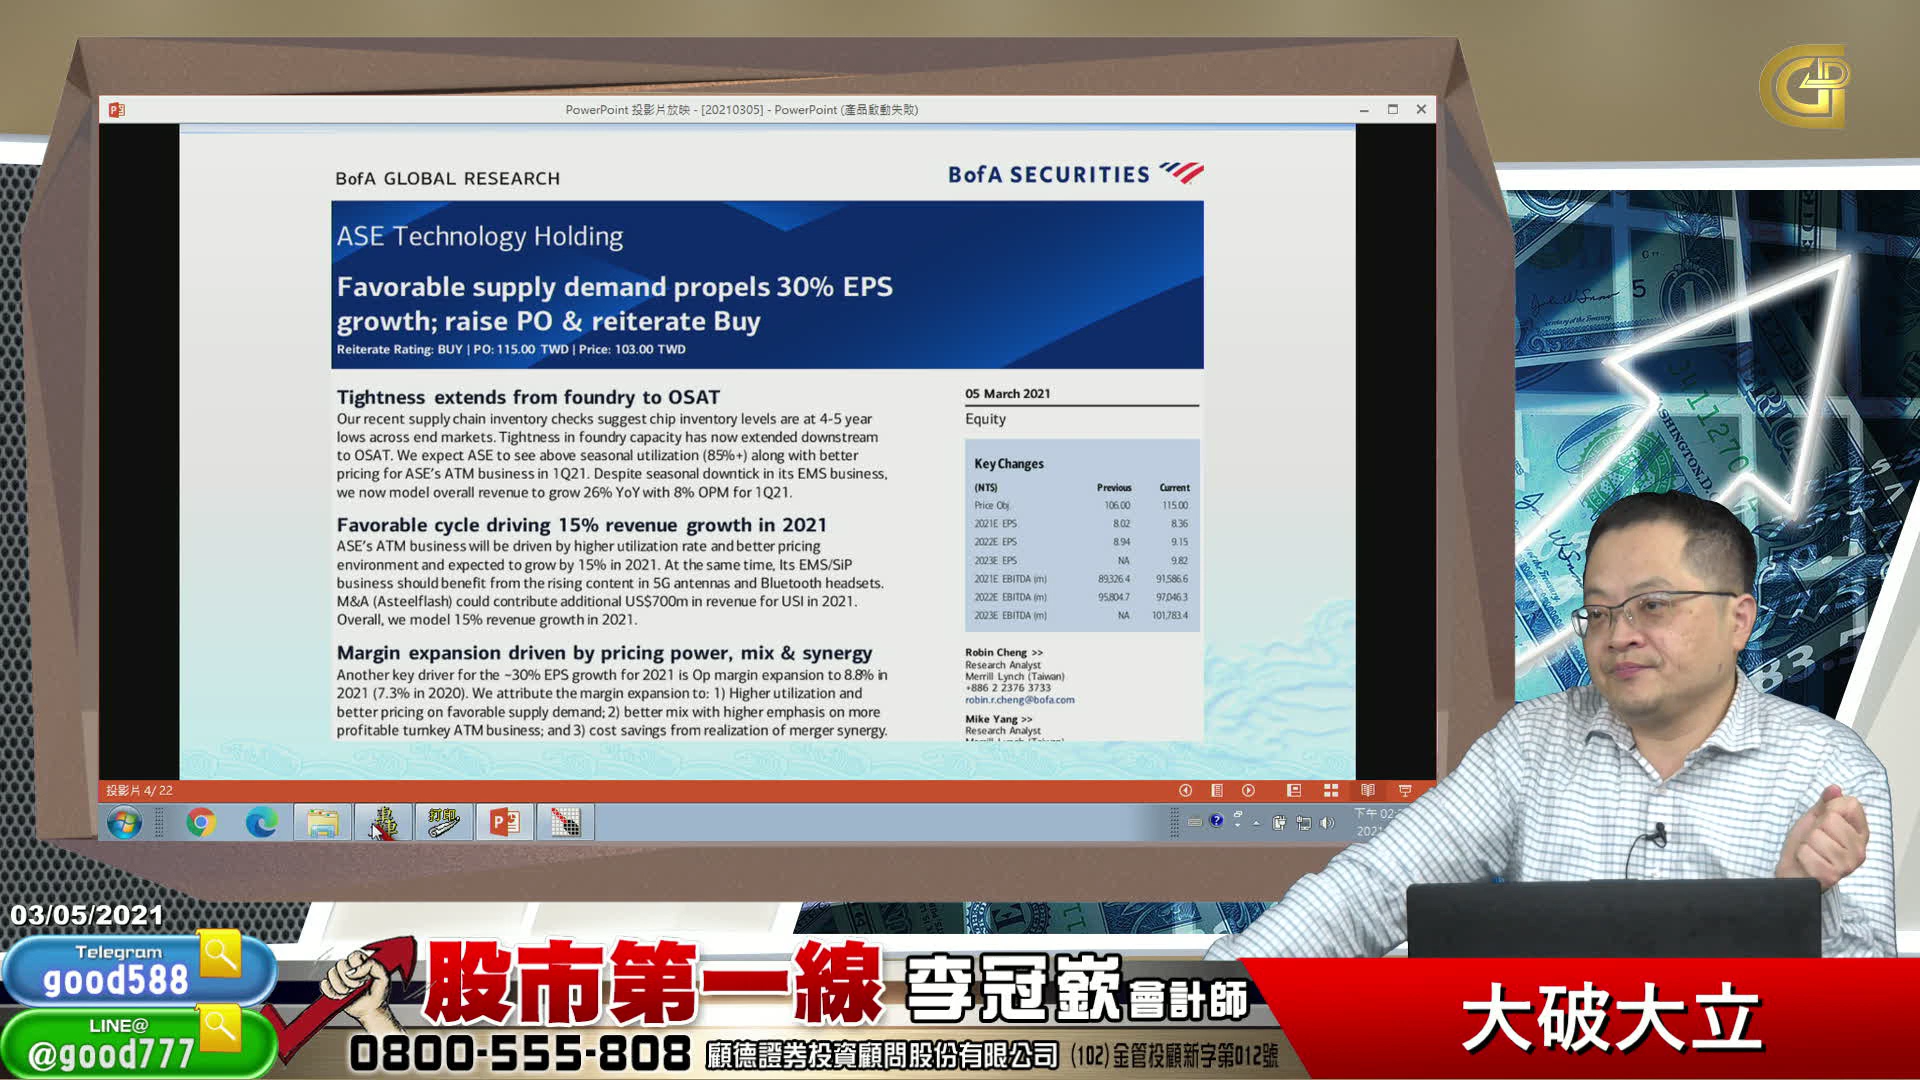 PowerPoint 投影片放映 - [20210305] - PowerPoint (產品啟動失敗)
BofA GLOBAL RESEARCH
BofA SECURITIES
ASE Technology Holding
Favorable supply demand propels 30% EPS
growth; raise PO & reiterate Buy
Reiterate Rating: BUY | PO: 115.00 TWD | Price: 103.00 TWD
Tightness extends from foundry to OSAT
Our recent supply chain inventory checks suggest chip inventory levels are at 4-5 year
lows across end markets. Tightness in foundry capacity has now extended downstream
to OSAT. We expect ASE to see above seasonal utilization (85%+) along with better
pricing for ASE's ATM business in 1Q21. Despite seasonal downtick in its EMS business,
we now model overall revenue to grow 26% YoY with 8% OPM for 1Q21.
Favorable cycle driving 15% revenue growth in 2021
ASE's ATM business will be driven by higher utilization rate and better pricing
environment and expected to grow by 15% in 2021. At the same time, Its EMS/SiP
business should benefit from the rising content in 5G antennas and Bluetooth headsets.
M&A (Asteelflash) could contribute additional US$700m in revenue for USI in 2021.
Overall, we model 15% revenue growth in 2021.
Margin expansion driven by pricing power, mix & synergy
Another key driver for the ~30% EPS growth for 2021 is Op margin expansion to 8.8% in
2021 (7.3% in 2020). We attribute the margin expansion to: 1) Higher utilization and
better pricing on favorable supply demand; 2) better mix with higher emphasis on more
profitable turnkey ATM business; and 3) cost savings from realization of merger synergy.
05 March 2021
Equity
Key Changes
(NT$) Previous Current
Price Obj. 106.00 115.00
2021E EPS 8.02 8.36
2022E EPS 8.94 9.15
2023E EPS NA 9.82
2021E EBITDA (m) 89,326.4 91,586.6
2022E EBITDA (m) 95,804.7 97,046.3
2023E EBITDA (m) NA 101,783.4
Robin Cheng >>
Research Analyst
Merrill Lynch (Taiwan)
+886 2 2376 3733
robin.r.cheng@bofa.com
Mike Yang >>
Research Analyst
投影片 4/ 22
打印
下午 02:
2021
03/05/2021
Telegram
good588
LINE@
@good777
股市第一線 李冠嶔會計師
0800-555-808 顧德證券投資顧問股份有限公司 (102)金管投顧新字第012號
大破大立